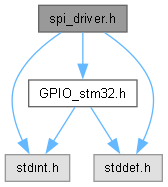 spi_driver.h
GPIO_stm32.h
stdint.h
stddef.h